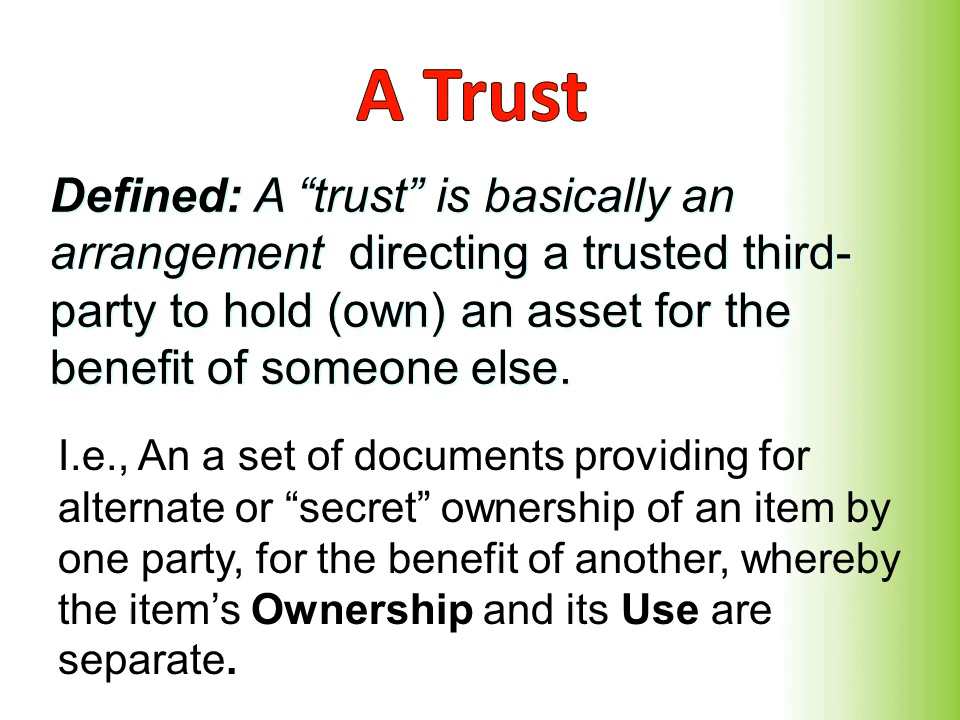 A Trust
Defined: A “trust” is basically an
arrangement directing a trusted third-
party to hold (own) an asset for the
benefit of someone else.
I.e., An a set of documents providing for
alternate or “secret” ownership of an item by
one party, for the benefit of another, whereby
the item’s Ownership and its Use are
separate.